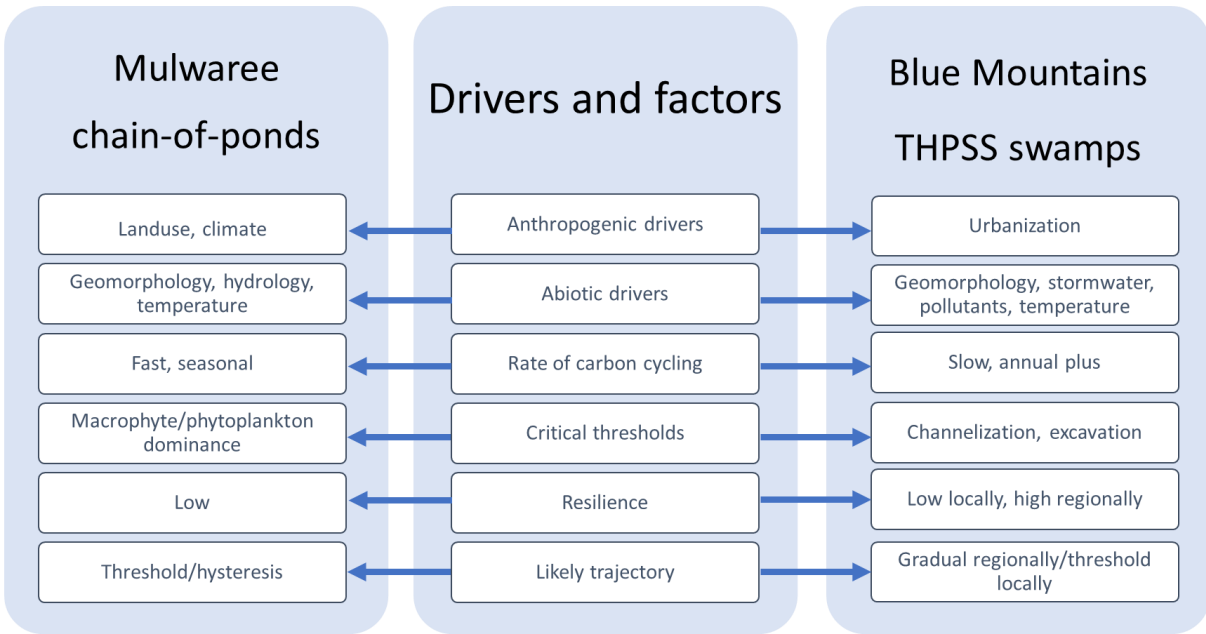 Mulwaree
chain-of-ponds
Landuse, climate
Geomorphology, hydrology,
temperature
Fast, seasonal
Macrophyte/phytoplankton
dominance
Low
Threshold/hysteresis
Drivers and factors
Anthropogenic drivers
Abiotic drivers
Rate of carbon cycling
Critical thresholds
Resilience
Likely trajectory
Blue Mountains
THPSS swamps
Urbanization
Geomorphology, stormwater,
pollutants, temperature
Slow, annual plus
Channelization, excavation
Low locally, high regionally
Gradual regionally/threshold
locally